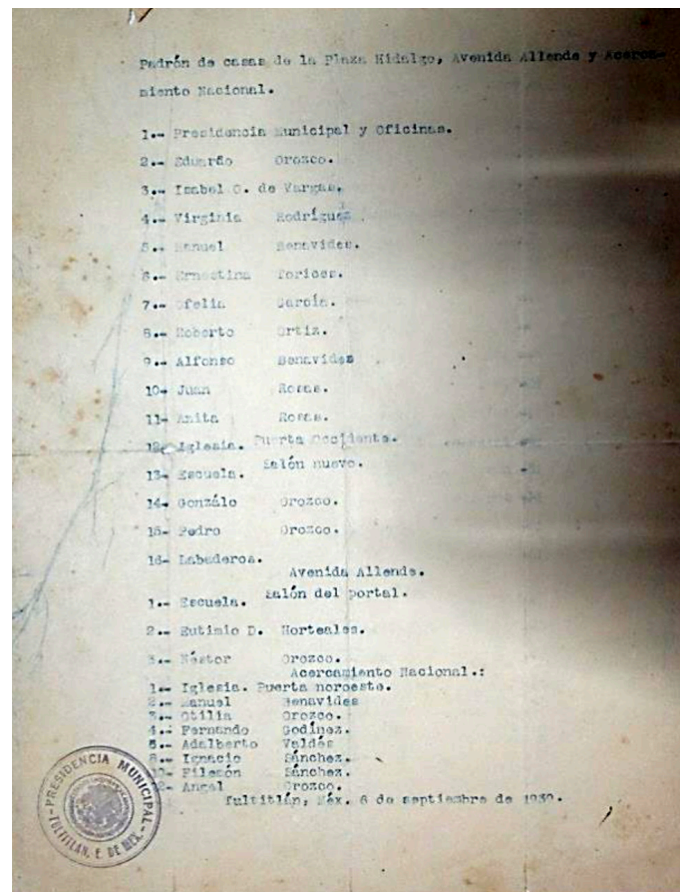 Padrón de casas de la Plaza Hidalgo, Avenida Allende y Acerca-
miento Nacional.
1.- Presidencia Municipal y Oficinas.
2.- Eduardo Orozco.
3.- Isabel O. de Vargas.
4.- Virginia Rodríguez
5.- Manuel Benavides.
6.- Ernestina Torices.
7.- Ofelia García.
8.- Roberto Ortiz.
9.- Alfonso Benavides
10- Juan Rosas.
11- Anita Rosas.
12- Iglesia. Puerta Occidente.
13- Escuela. Salón nuevo.
14- Gonzálo Orozco.
15- Pedro Orozco.
16- Labaderos.
Avenida Allende.
1.- Escuela. Salón del portal.
2.- Eutimio D. Horteales.
3.- Néstor Orozco.
Acercamiento Nacional.:
1.- Iglesia. Puerta noroeste.
2.- Manuel Benavides
3.- Otilia Orozco.
4.- Fernando Godínez.
6.- Adalberto Valdés
8.- Ignacio Sánchez.
Filemón Sánchez.
Angel Orozco.
Tultitlán, Méx. 6 de septiembre de
PRESIDENCIA MUNICIPAL
TULTITLAN, E. DE MEX.